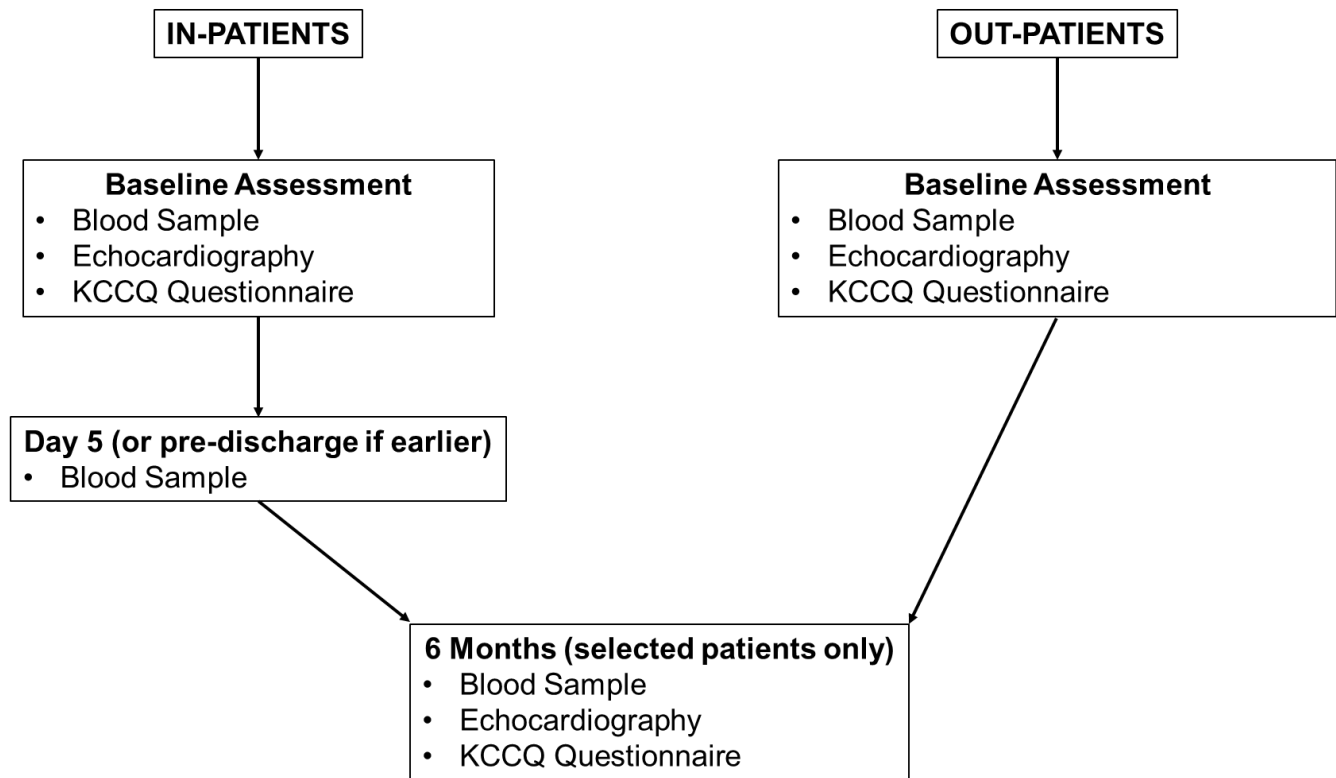 IN-PATIENTS
OUT-PATIENTS
Baseline Assessment
• Blood Sample
• Echocardiography
• KCCQ Questionnaire
Baseline Assessment
• Blood Sample
• Echocardiography
• KCCQ Questionnaire
Day 5 (or pre-discharge if earlier)
• Blood Sample
6 Months (selected patients only)
• Blood Sample
• Echocardiography
• KCCQ Questionnaire